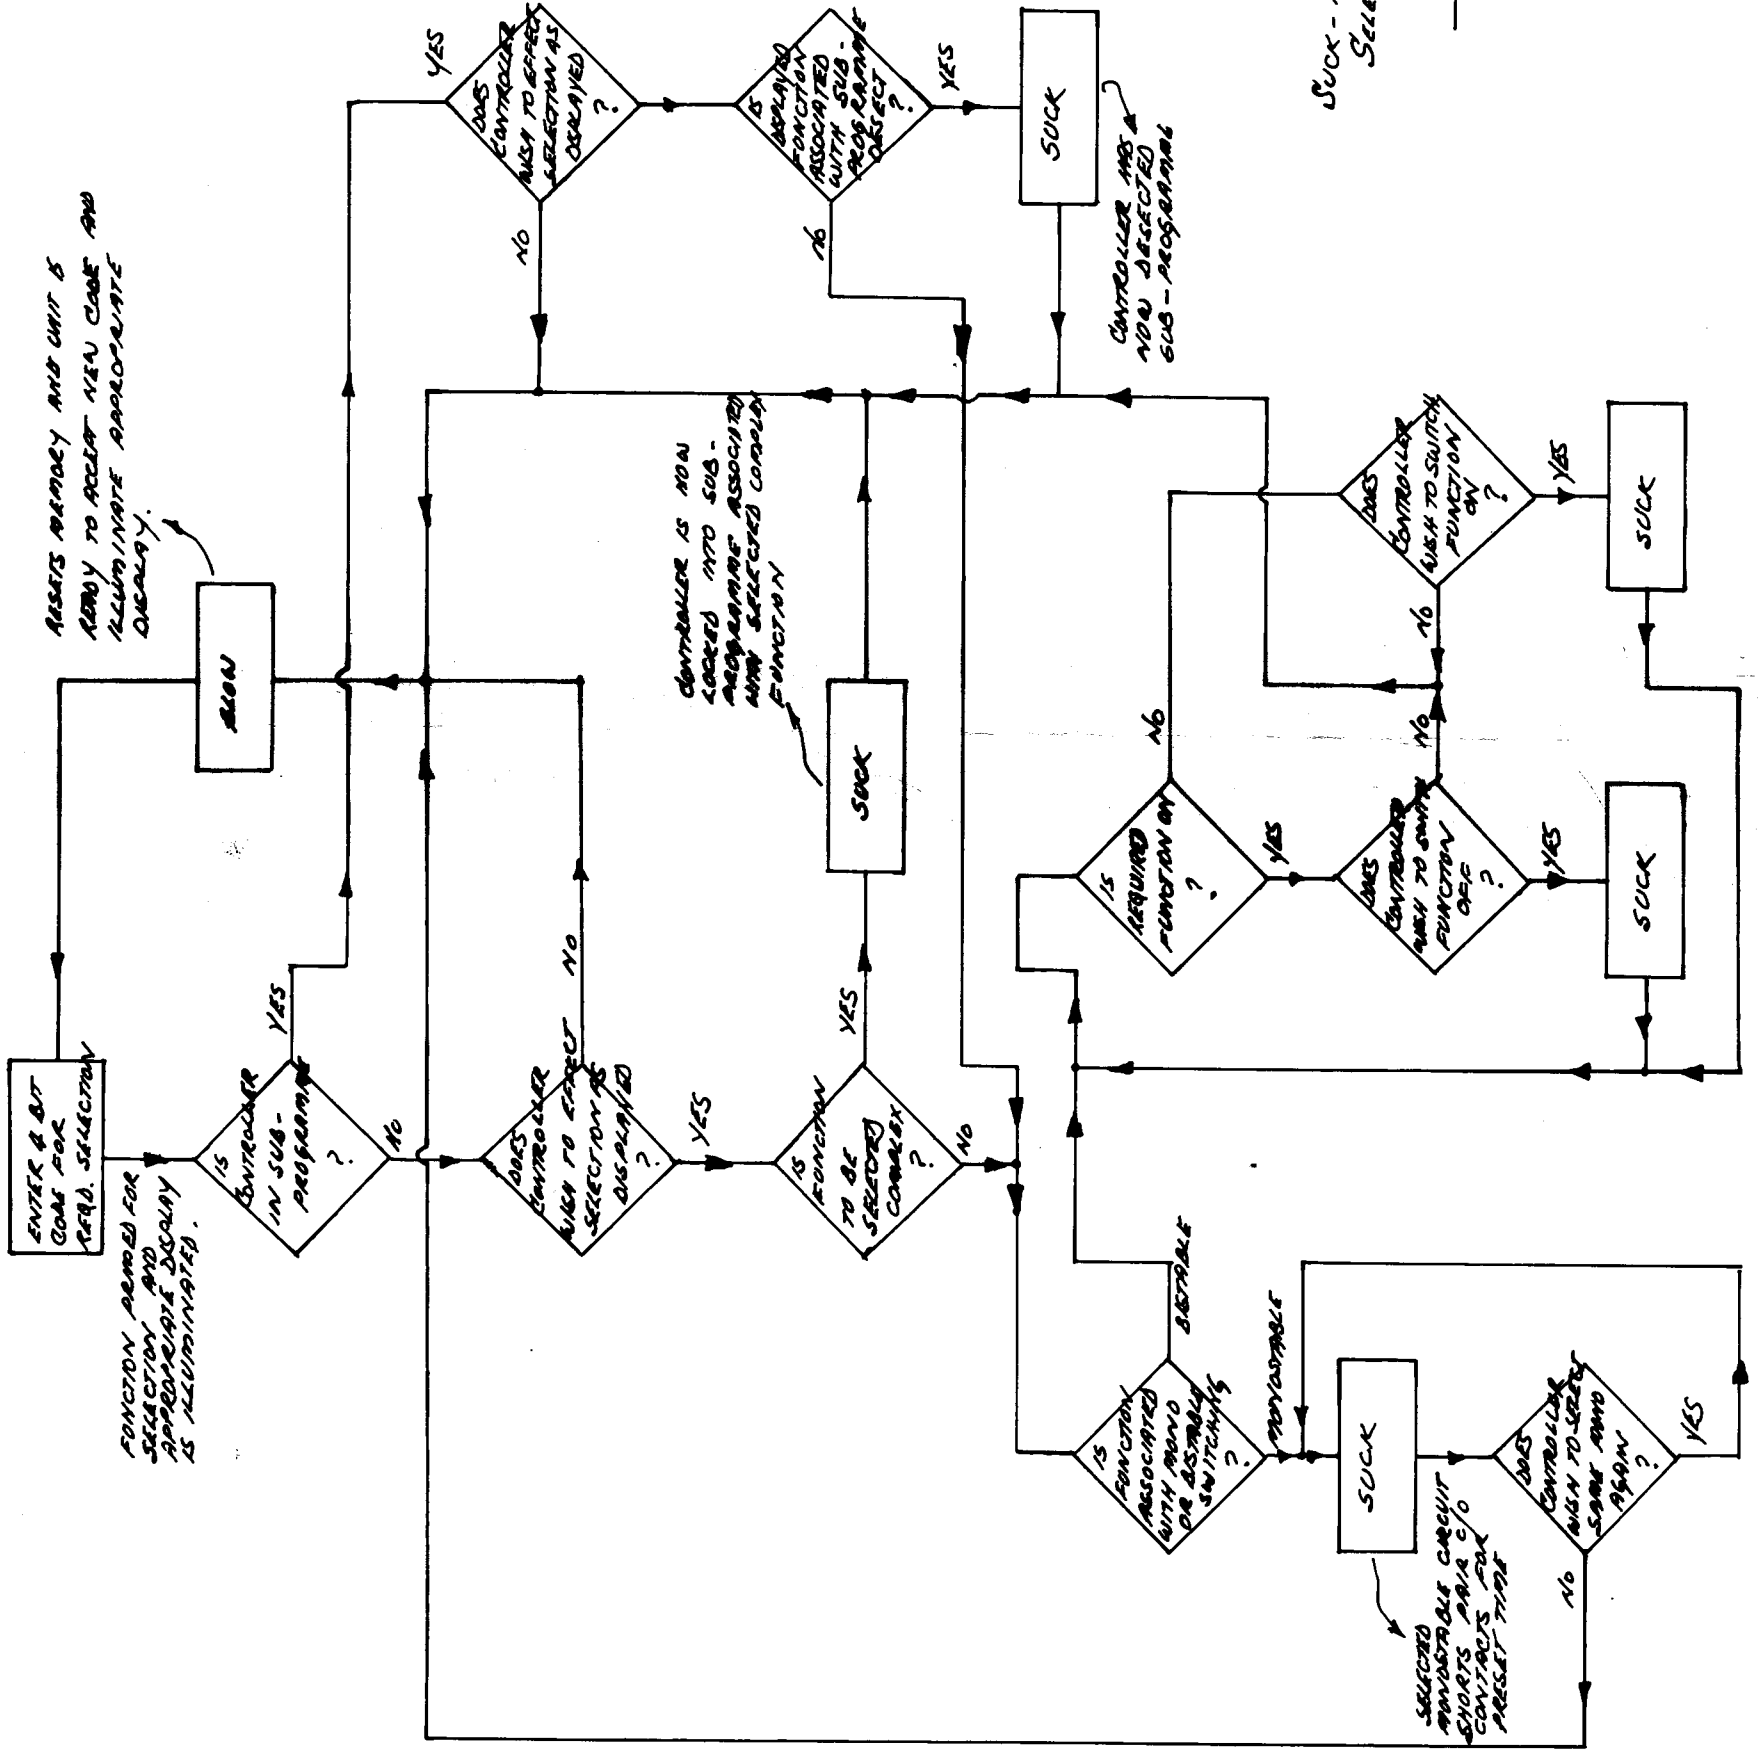 ENTER 4 BIT
CODE FOR
REQD. SELECTION
FUNCTION ARMED FOR
SELECTION AND
APPROPRIATE DISPLAY
IS ILLUMINATED.
RESETS MEMORY AND UNIT IS
READY TO ACCEPT NEW CODE AND
ILLUMINATE APPROPRIATE
DISPLAY.
BLOW
IS
CONTROLLER
IN SUB-
PROGRAMME
?
YES
NO
DOES
CONTROLLER
WISH TO EFFECT
SELECTION AS
DISPLAYED
?
NO
YES
IS
FUNCTION
TO BE
SELECTED
COMPLEX
?
YES
NO
SUCK
CONTROLLER IS NOW
LOCKED INTO SUB-
PROGRAMME ASSOCIATED
WITH SELECTED COMPLEX
FUNCTION
YES
DOES
CONTROLLER
WISH TO EFFECT
SELECTION AS
DISPLAYED
?
NO
IS
DISPLAYED
FUNCTION
ASSOCIATED
WITH SUB-
PROGRAMME
DESECT
?
NO
YES
SUCK
CONTROLLER HAS
NOW DESECTED
SUB-PROGRAMME
IS
FUNCTION
ASSOCIATED
WITH MONO
OR BISTABLE
SWITCHING
?
BISTABLE
MONOSTABLE
SUCK
SELECTED
MONOSTABLE CIRCUIT
SHORTS PAIR C/O
CONTACTS FOR
PRESET TIME
DOES
CONTROLLER
WISH TO SELECT
SAME MONO
AGAIN
?
NO
YES
IS
REQUIRED
FUNCTION ON
?
NO
YES
DOES
CONTROLLER
WISH TO SWITCH
FUNCTION
OFF
?
NO
YES
SUCK
DOES
CONTROLLER
WISH TO SWITCH
FUNCTION
ON
?
NO
YES
SUCK
SUCK -
SELE